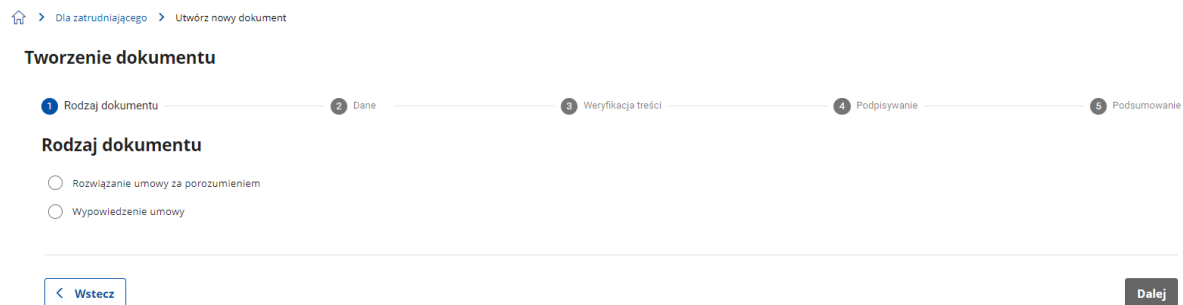 Dla zatrudniającego Utwórz nowy dokument
Tworzenie dokumentu
1 Rodzaj dokumentu 2 Dane 3 Weryfikacja treści 4 Podpisywanie 5 Podsumowanie
Rodzaj dokumentu
Rozwiązanie umowy za porozumieniem
Wypowiedzenie umowy
Wstecz Dalej